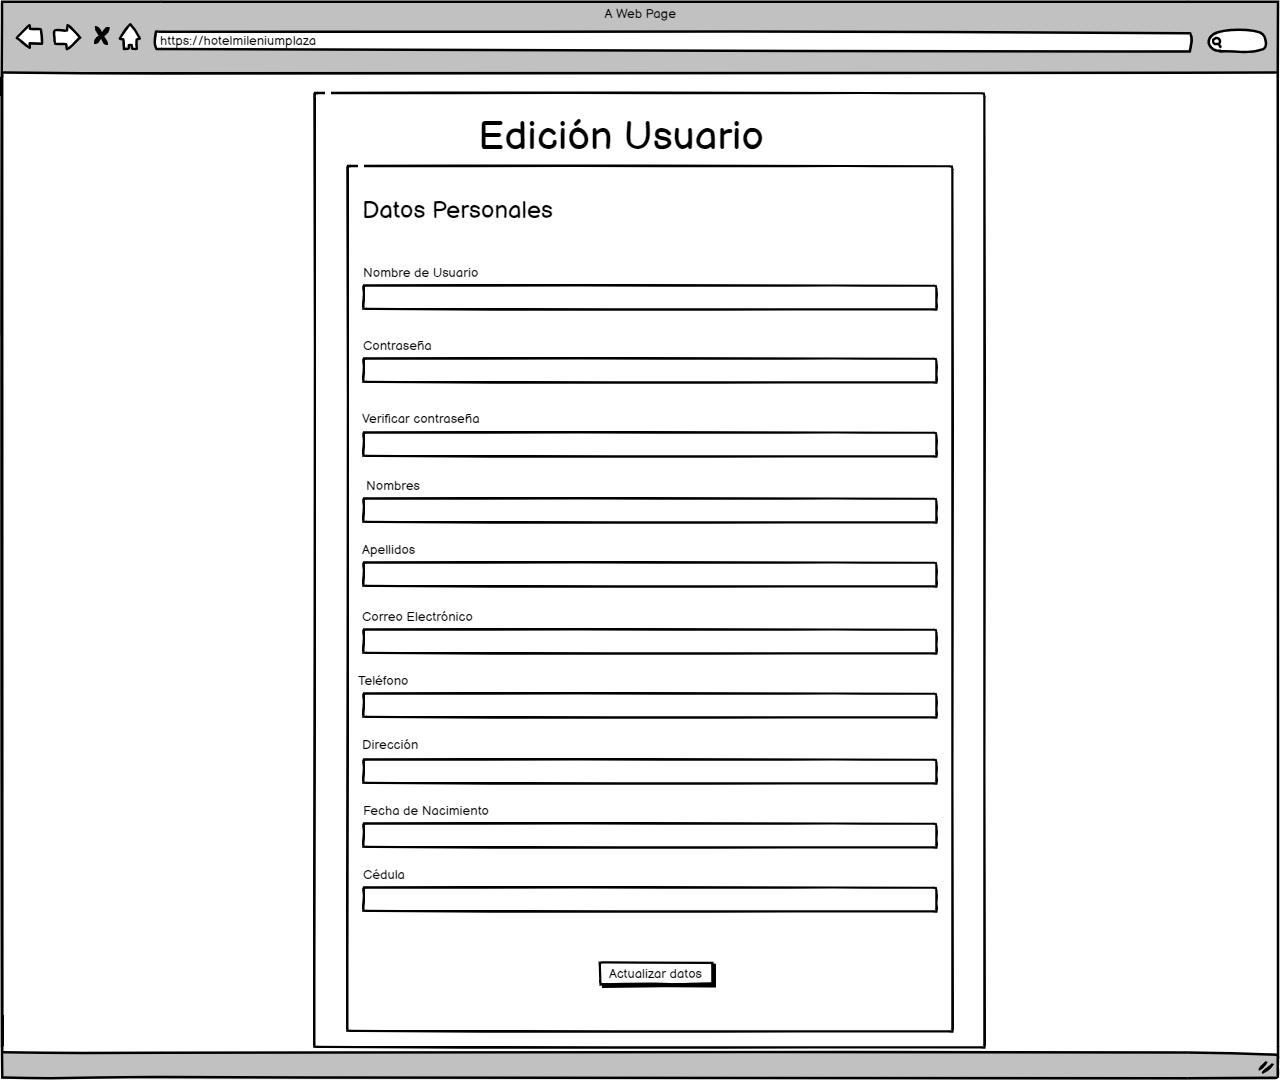 A Web Page
https://hotelmileniumplaza
Edición Usuario
Datos Personales
Nombre de Usuario
Contraseña
Verificar contraseña
Nombres
Apellidos
Correo Electrónico
Teléfono
Dirección
Fecha de Nacimiento
Cédula
Actualizar datos